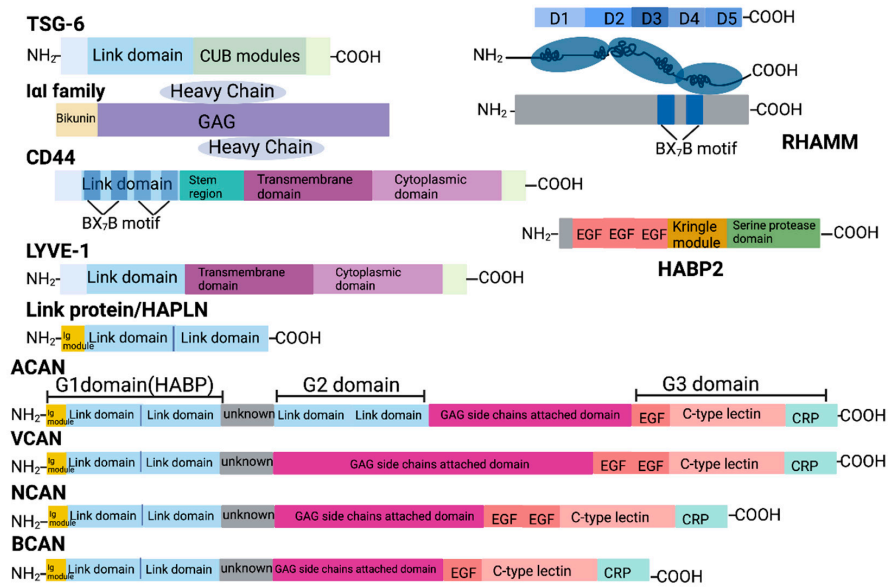 TSG-6
NH₂- Link domain CUB modules -COOH
IαI family
Heavy Chain
Bikunin GAG
Heavy Chain
CD44
Link domain Stem region Transmembrane domain Cytoplasmic domain -COOH
BX₇B motif
LYVE-1
NH₂- Link domain Transmembrane domain Cytoplasmic domain -COOH
Link protein/HAPLN
NH₂- Ig module Link domain Link domain -COOH
D1 D2 D3 D4 D5 -COOH
NH₂- COOH
NH₂- -COOH
BX₇B motif
RHAMM
NH₂- EGF EGF EGF Kringle module Serine protease domain -COOH
HABP2
ACAN
G1domain(HABP) G2 domain G3 domain
NH₂- Ig module Link domain Link domain unknown Link domain Link domain GAG side chains attached domain EGF C-type lectin CRP -COOH
VCAN
NH₂- Ig module Link domain Link domain unknown GAG side chains attached domain EGF EGF C-type lectin CRP -COOH
NCAN
NH₂- Ig module Link domain Link domain unknown GAG side chains attached domain EGF EGF C-type lectin CRP -COOH
BCAN
NH₂- Ig module Link domain Link domain unknown GAG side chains attached domain EGF C-type lectin CRP -COOH